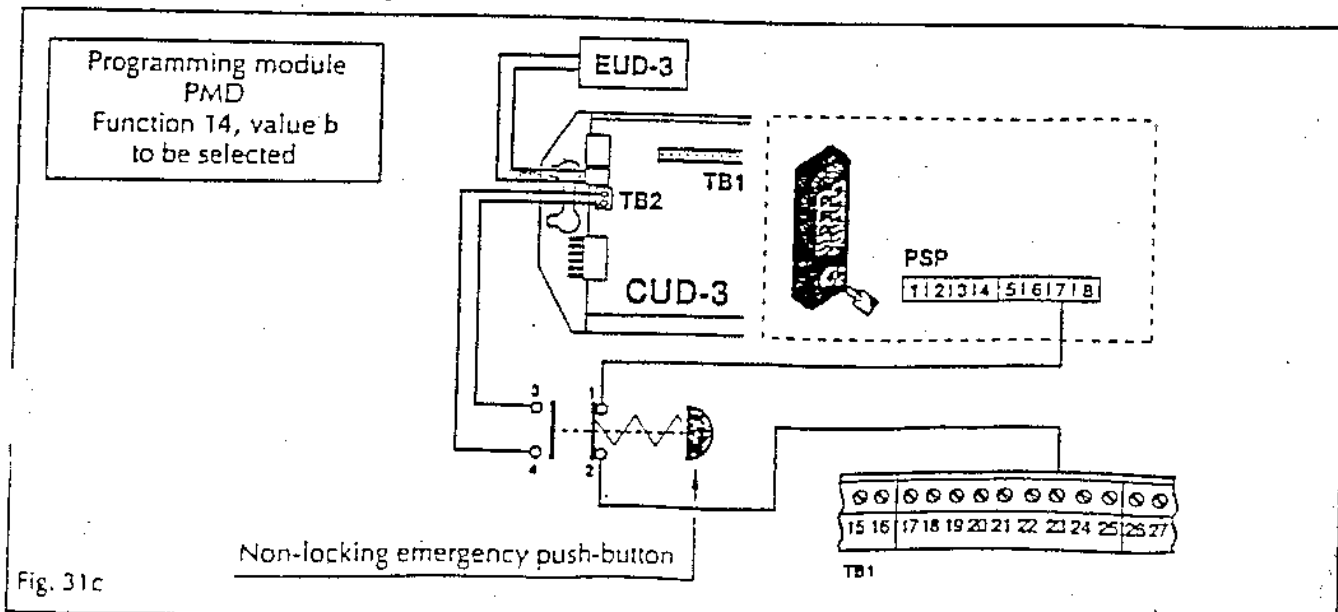 Programming module
PMD
Function 14, value b
to be selected
EUD-3
TB1
TB2
CUD-3
PSP
1 2 3 4 5 6 7 8
3
1
4
2
15 16 17 18 19 20 21 22 23 24 25 26 27
TB1
Non-locking emergency push-button
Fig. 31c